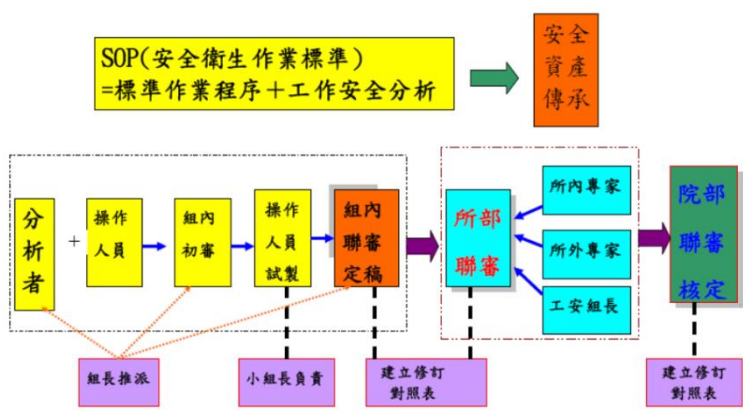 SOP(安全衛生作業標準)
=標準作業程序＋工作安全分析
安全
資產
傳承
分
析
者
+
操作
人員
組內
初審
操作
人員
試製
組內
聯審
定稿
所部
聯審
所內專家
所外專家
工安組長
院部
聯審
核定
組長推派
小組長負責
建立修訂
對照表
建立修訂
對照表